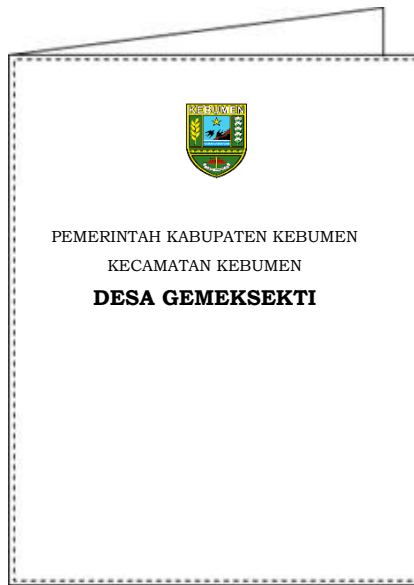 KEBUMEN
PEMERINTAH KABUPATEN KEBUMEN
KECAMATAN KEBUMEN
DESA GEMEKSEKTI